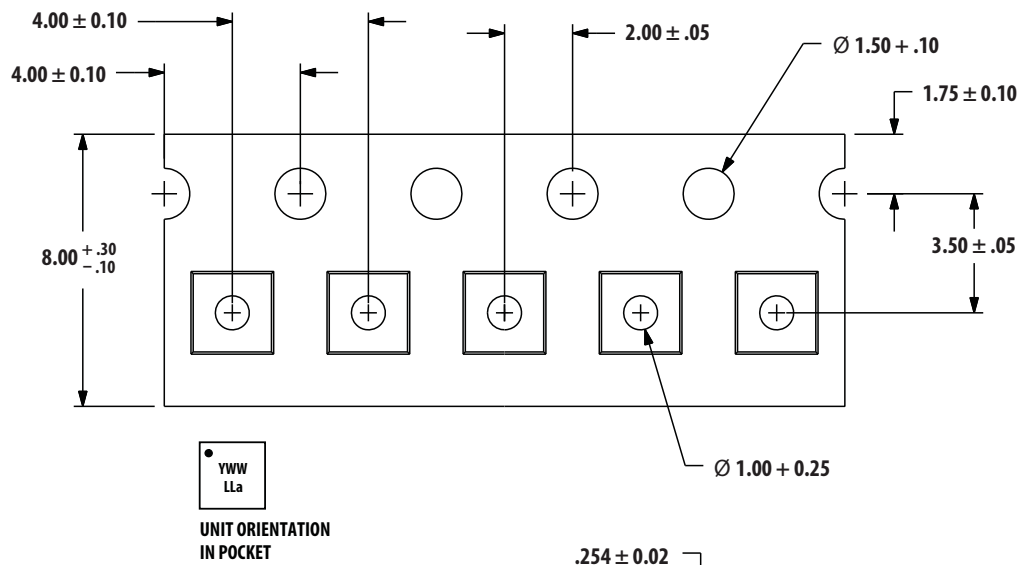 4.00 ± 0.10
2.00 ± .05
Ø 1.50 + .10
4.00 ± 0.10
1.75 ± 0.10
8.00 + .30
– .10
3.50 ± .05
Ø 1.00 + 0.25
YWW
LLa
UNIT ORIENTATION
IN POCKET
.254 ± 0.02